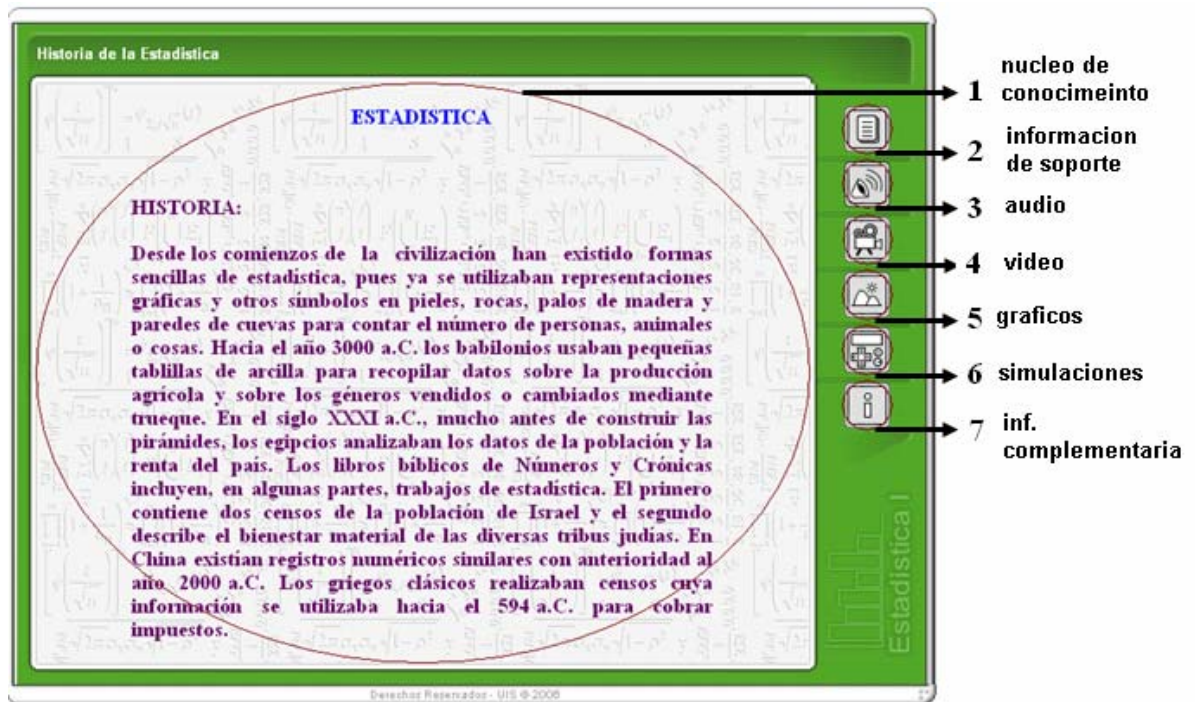 Historia de la Estadistica
ESTADISTICA
HISTORIA:
Desde los comienzos de la civilización han existido formas
sencillas de estadística, pues ya se utilizaban representaciones
gráficas y otros símbolos en pieles, rocas, palos de madera y
paredes de cuevas para contar el número de personas, animales
o cosas. Hacia el año 3000 a.C. los babilonios usaban pequeñas
tablillas de arcilla para recopilar datos sobre la producción
agrícola y sobre los géneros vendidos o cambiados mediante
trueque. En el siglo XXXI a.C., mucho antes de construir las
pirámides, los egipcios analizaban los datos de la población y la
renta del país. Los libros bíblicos de Números y Crónicas
incluyen, en algunas partes, trabajos de estadística. El primero
contiene dos censos de la población de Israel y el segundo
describe el bienestar material de las diversas tribus judías. En
China existían registros numéricos similares con anterioridad al
año 2000 a.C. Los griegos clásicos realizaban censos cuya
información se utilizaba hacia el 594 a.C. para cobrar
impuestos.
1 nucleo de
conocimeinto
2 informacion
de soporte
3 audio
4 video
5 graficos
6 simulaciones
7 inf.
complementaria
Estadistica I
Derechos Reservados - UIS © 2006